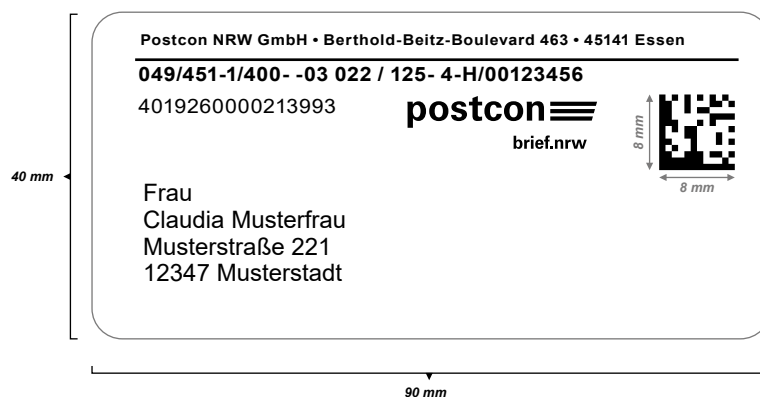 Postcon NRW GmbH • Berthold-Beitz-Boulevard 463 • 45141 Essen
049/451-1/400- -03 022 / 125- 4-H/00123456
4019260000213993
postcon
brief.nrw
8 mm
8 mm
40 mm
Frau
Claudia Musterfrau
Musterstraße 221
12347 Musterstadt
90 mm